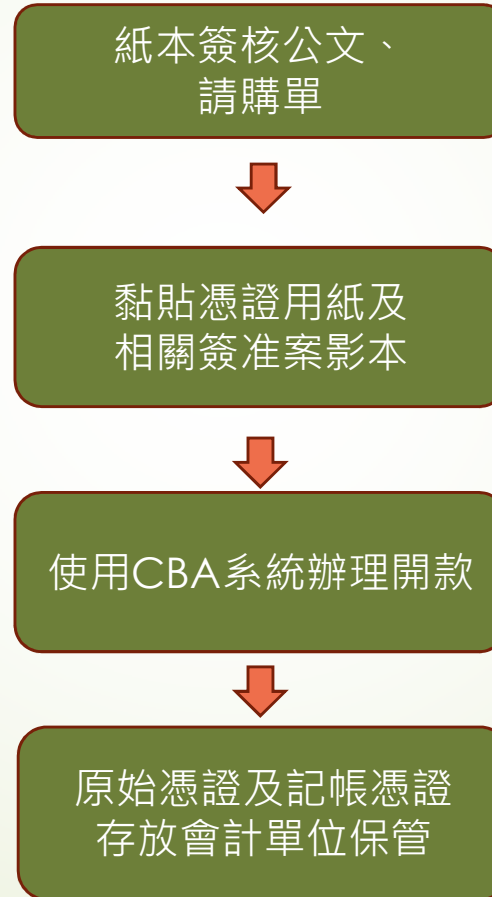 紙本簽核公文、
請購單
黏貼憑證用紙及
相關簽准案影本
使用CBA系統辦理開款
原始憑證及記帳憑證
存放會計單位保管